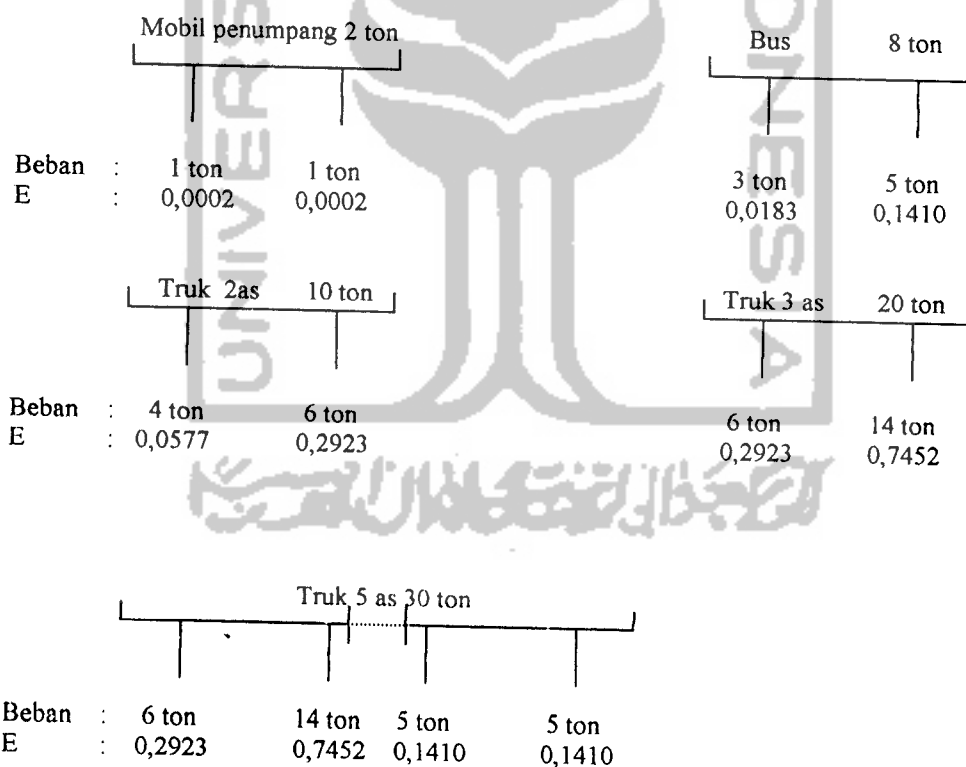 Mobil penumpang 2 ton
Bus 8 ton
Beban : 1 ton 1 ton
E : 0,0002 0,0002
3 ton 5 ton
0,0183 0,1410
Truk 2as 10 ton
Truk 3 as 20 ton
Beban : 4 ton 6 ton
E : 0,0577 0,2923
6 ton 14 ton
0,2923 0,7452
Truk 5 as 30 ton
Beban : 6 ton 14 ton 5 ton 5 ton
E : 0,2923 0,7452 0,1410 0,1410